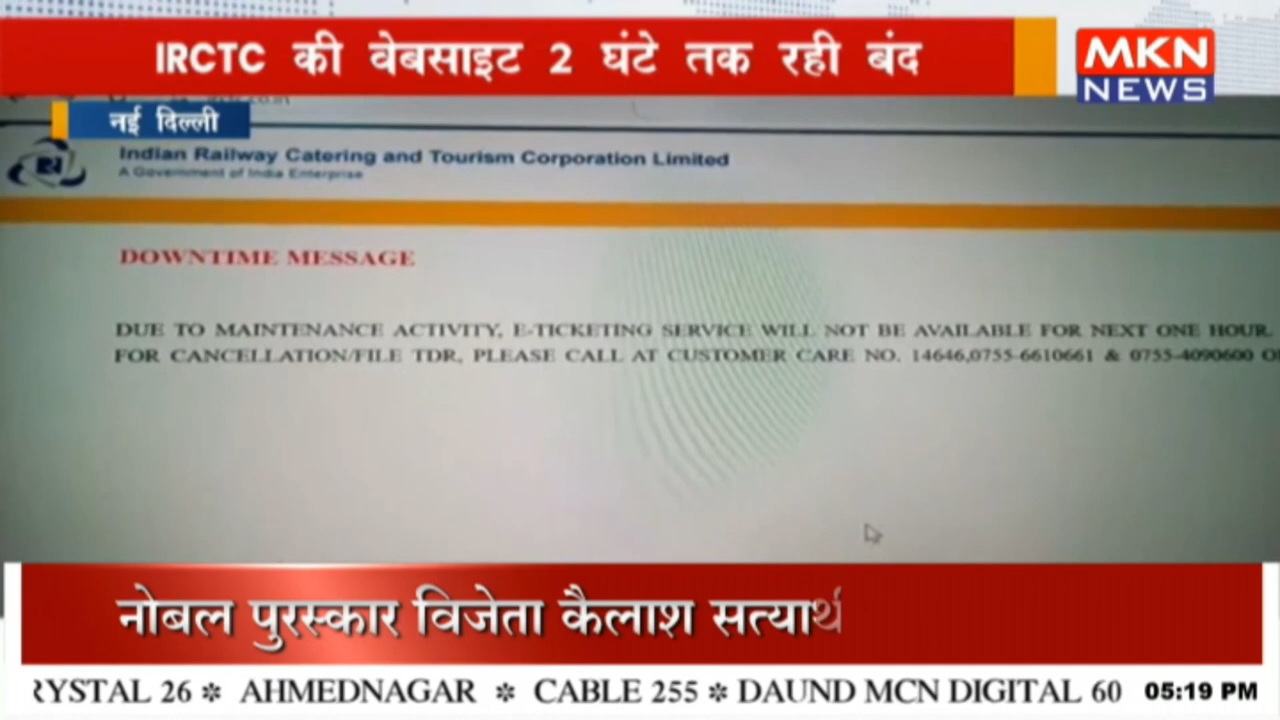 IRCTC की वेबसाइट 2 घंटे तक रही बंद
MKN
NEWS
नई दिल्ली
Indian Railway Catering and Tourism Corporation Limited
A Government of India Enterprise
DOWNTIME MESSAGE
DUE TO MAINTENANCE ACTIVITY, E-TICKETING SERVICE WILL NOT BE AVAILABLE FOR NEXT ONE HOUR.
FOR CANCELLATION/FILE TDR, PLEASE CALL AT CUSTOMER CARE NO. 14646,0755-6610661 & 0755-4090600
नोबल पुरस्कार विजेता कैलाश सत्यार्थी
RYSTAL 26 ✽ AHMEDNAGAR ✽ CABLE 255 ✽ DAUND MCN DIGITAL 60
05:19 PM